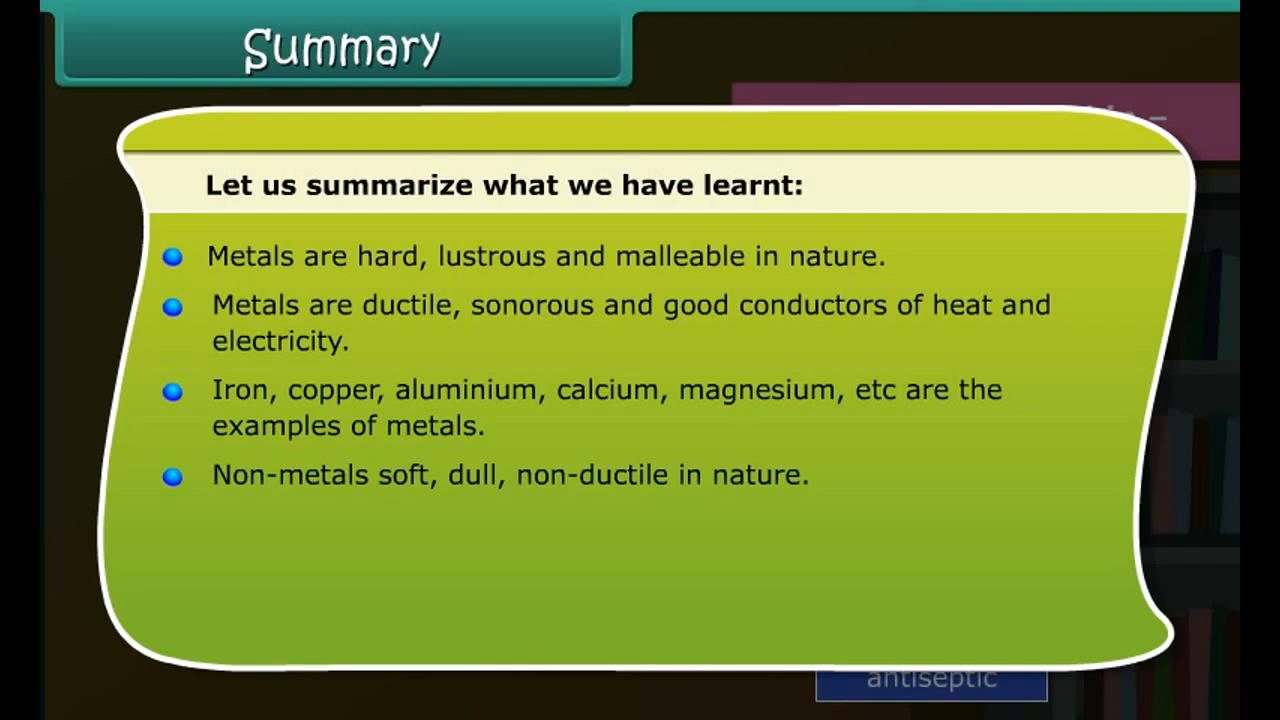 Summary
Let us summarize what we have learnt:
Metals are hard, lustrous and malleable in nature.
Metals are ductile, sonorous and good conductors of heat and
electricity.
Iron, copper, aluminium, calcium, magnesium, etc are the
examples of metals.
Non-metals soft, dull, non-ductile in nature.
antiseptic